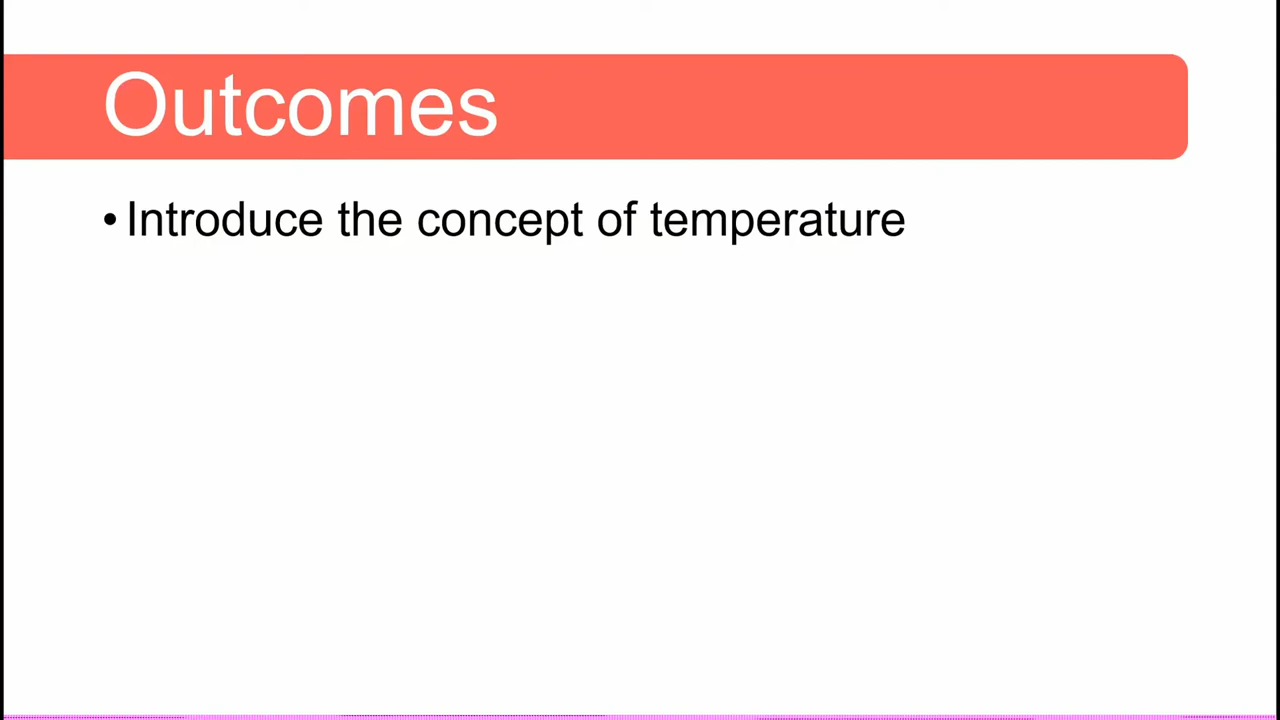 Outcomes
• Introduce the concept of temperature